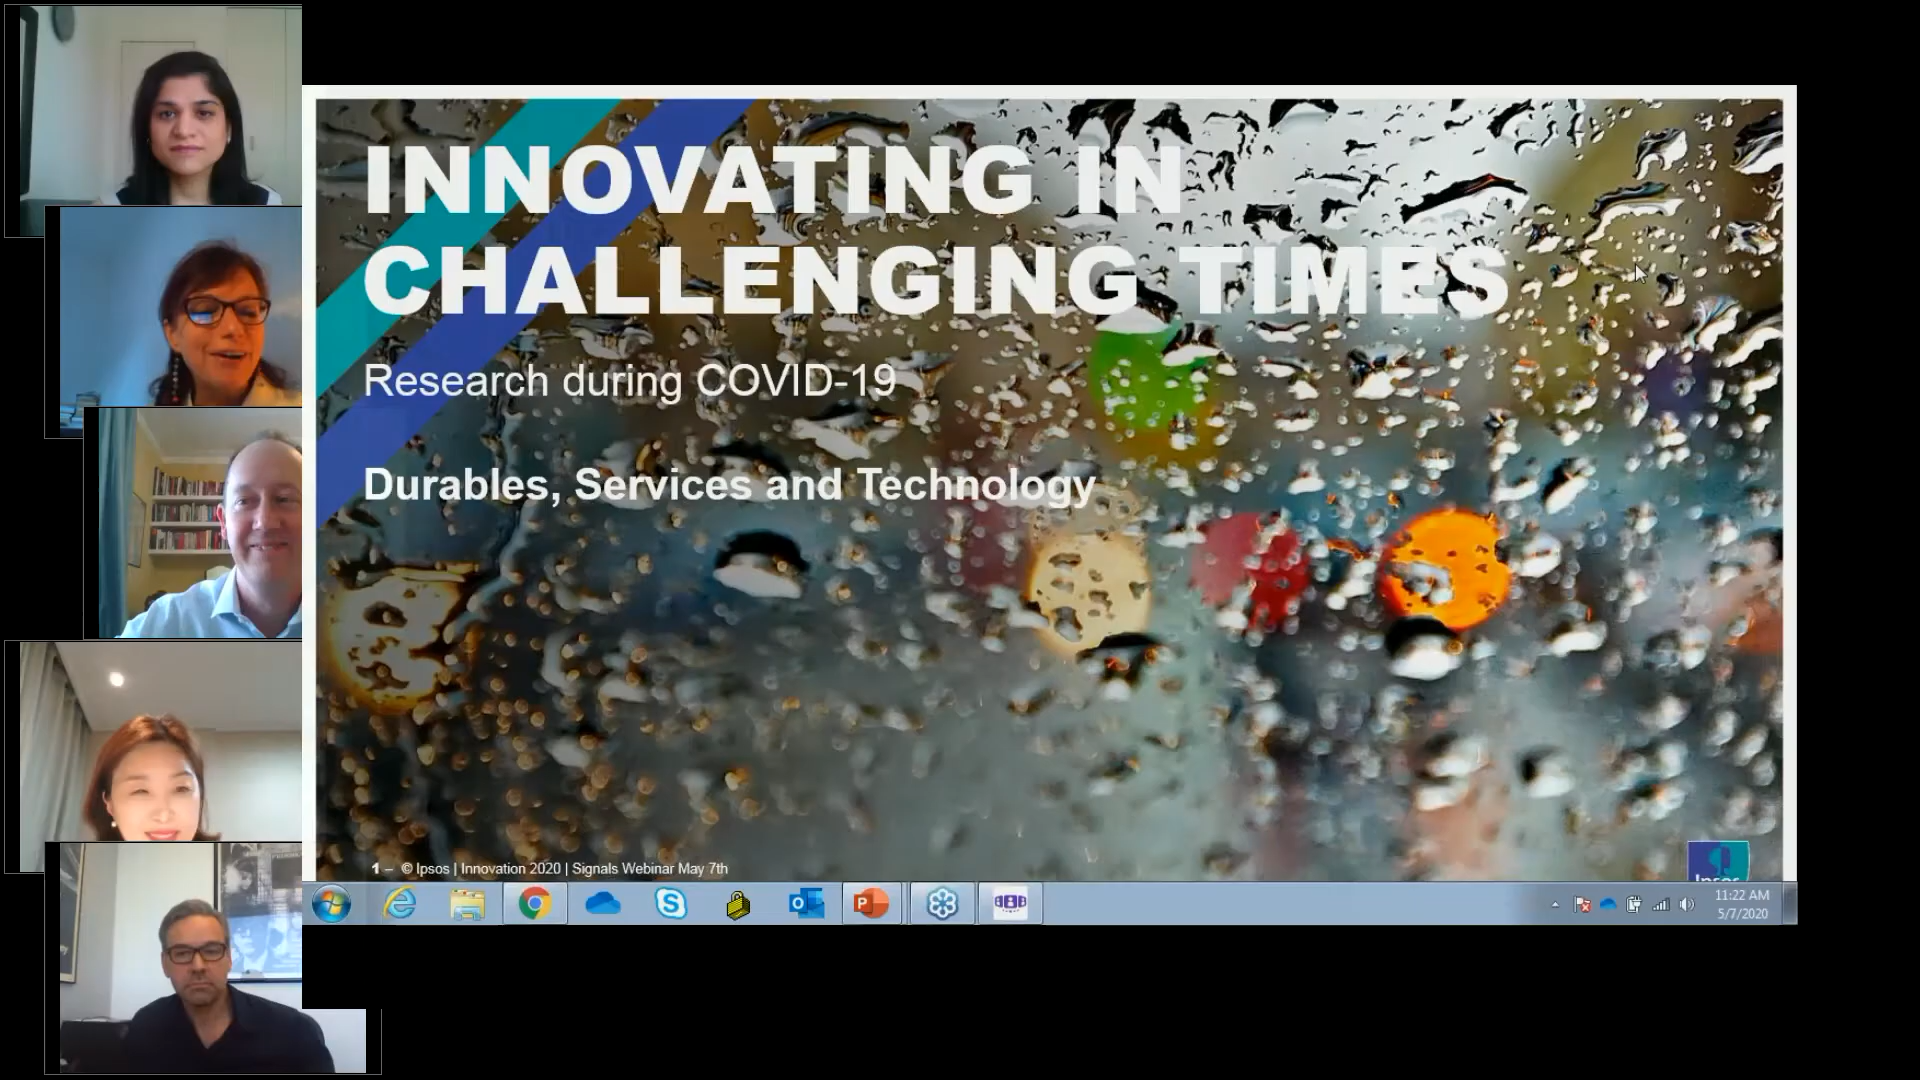 INNOVATING IN
CHALLENGING TIMES
Research during COVID-19
Durables, Services and Technology
1 – © Ipsos | Innovation 2020 | Signals Webinar May 7th
Ipsos
11:22 AM
5/7/2020